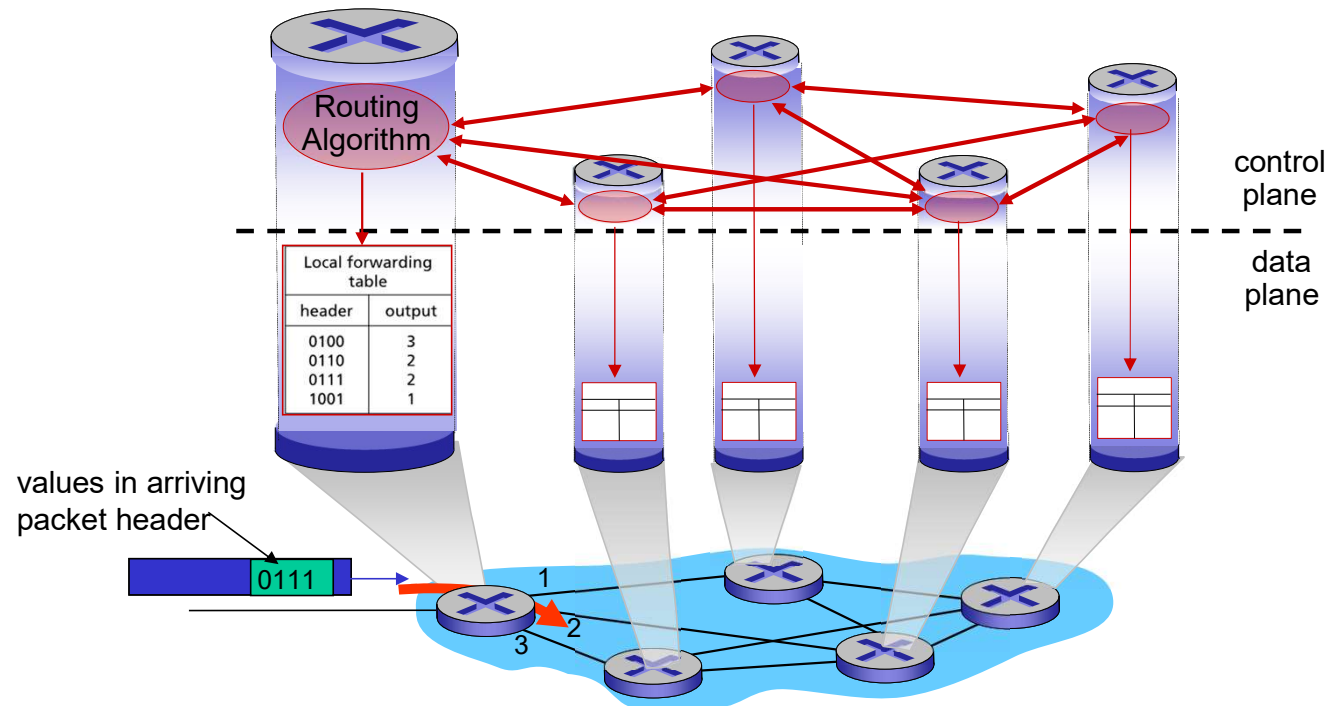 Routing
Algorithm
control
plane
data
plane
Local forwarding
table
header output
0100 3
0110 2
0111 2
1001 1
values in arriving
packet header
0111
1
2
3